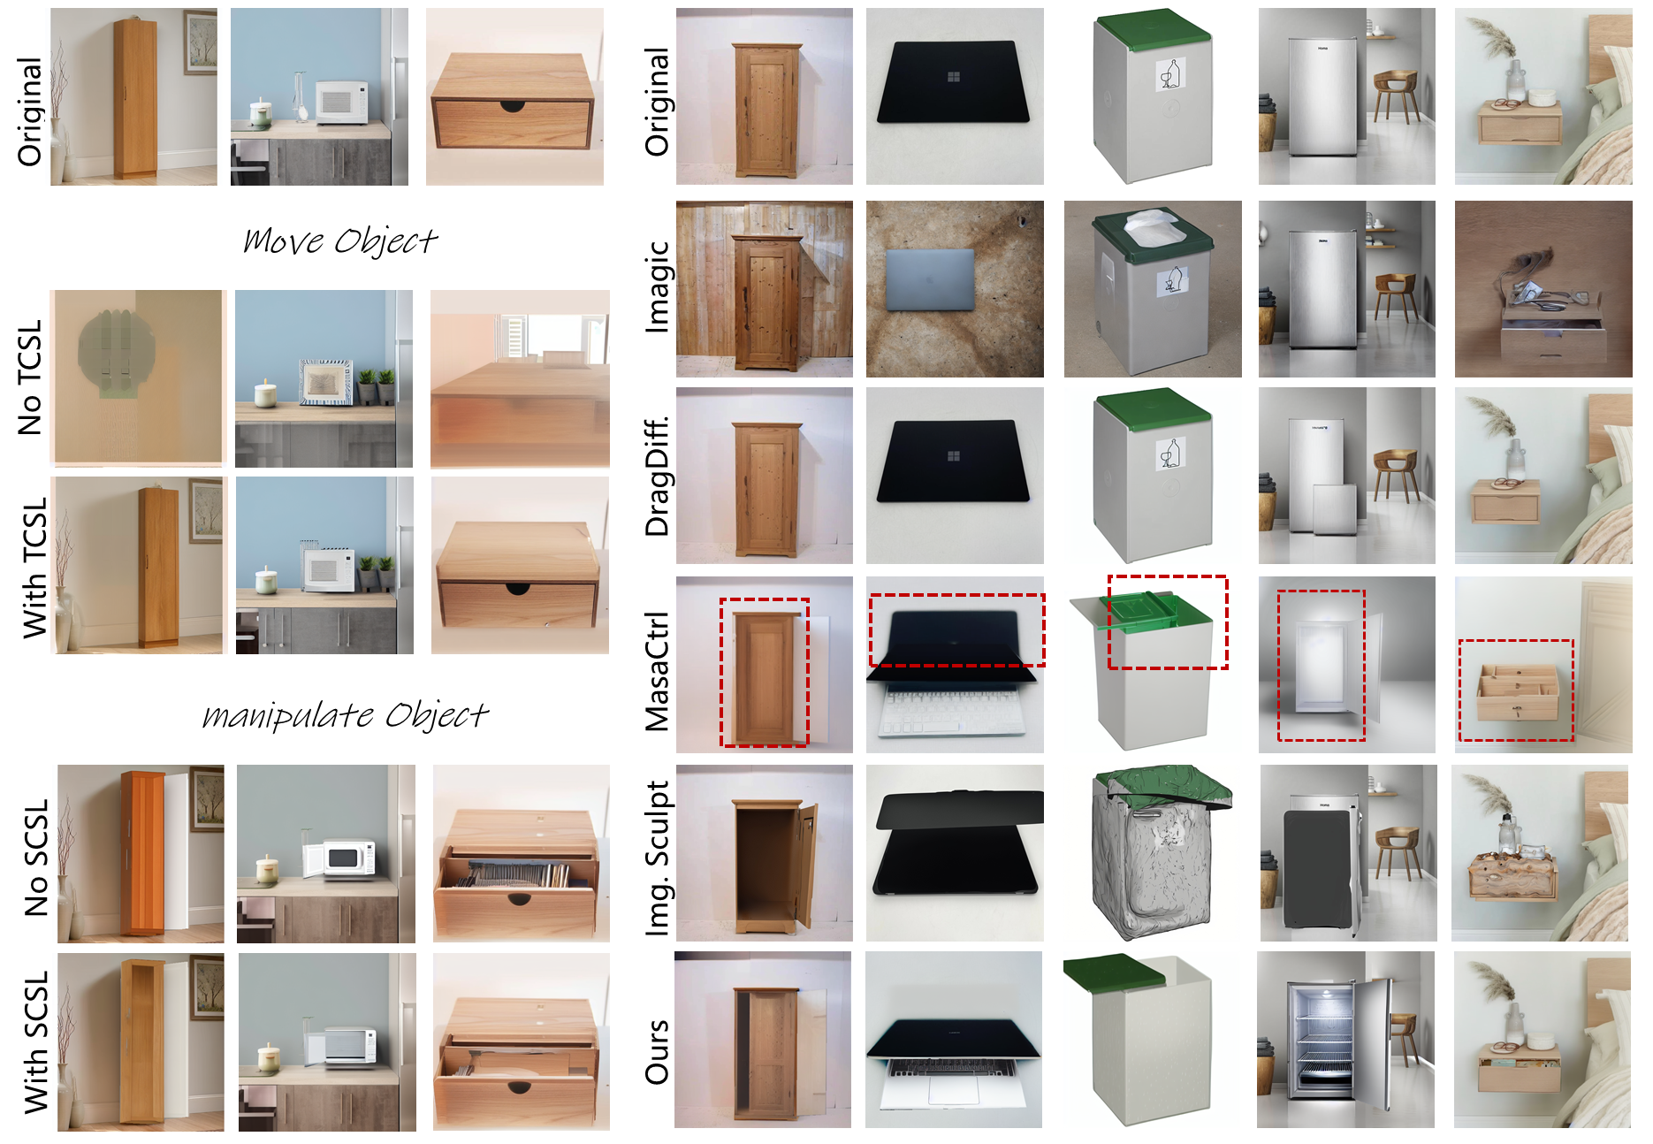 Original
Move Object
No TCSL
With TCSL
manipulate Object
No SCSL
With SCSL
Original
Imagic
DragDiff.
MasaCtrl
Img. Sculpt
Ours